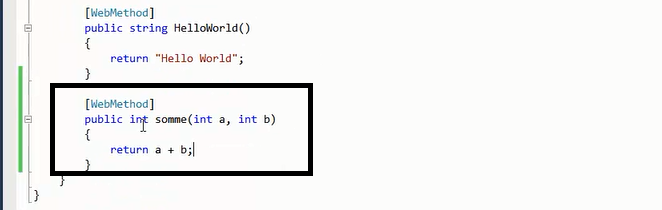 [WebMethod]
public string HelloWorld()
{
return "Hello World";
}
[WebMethod]
public int somme(int a, int b)
{
return a + b;
}
}
}